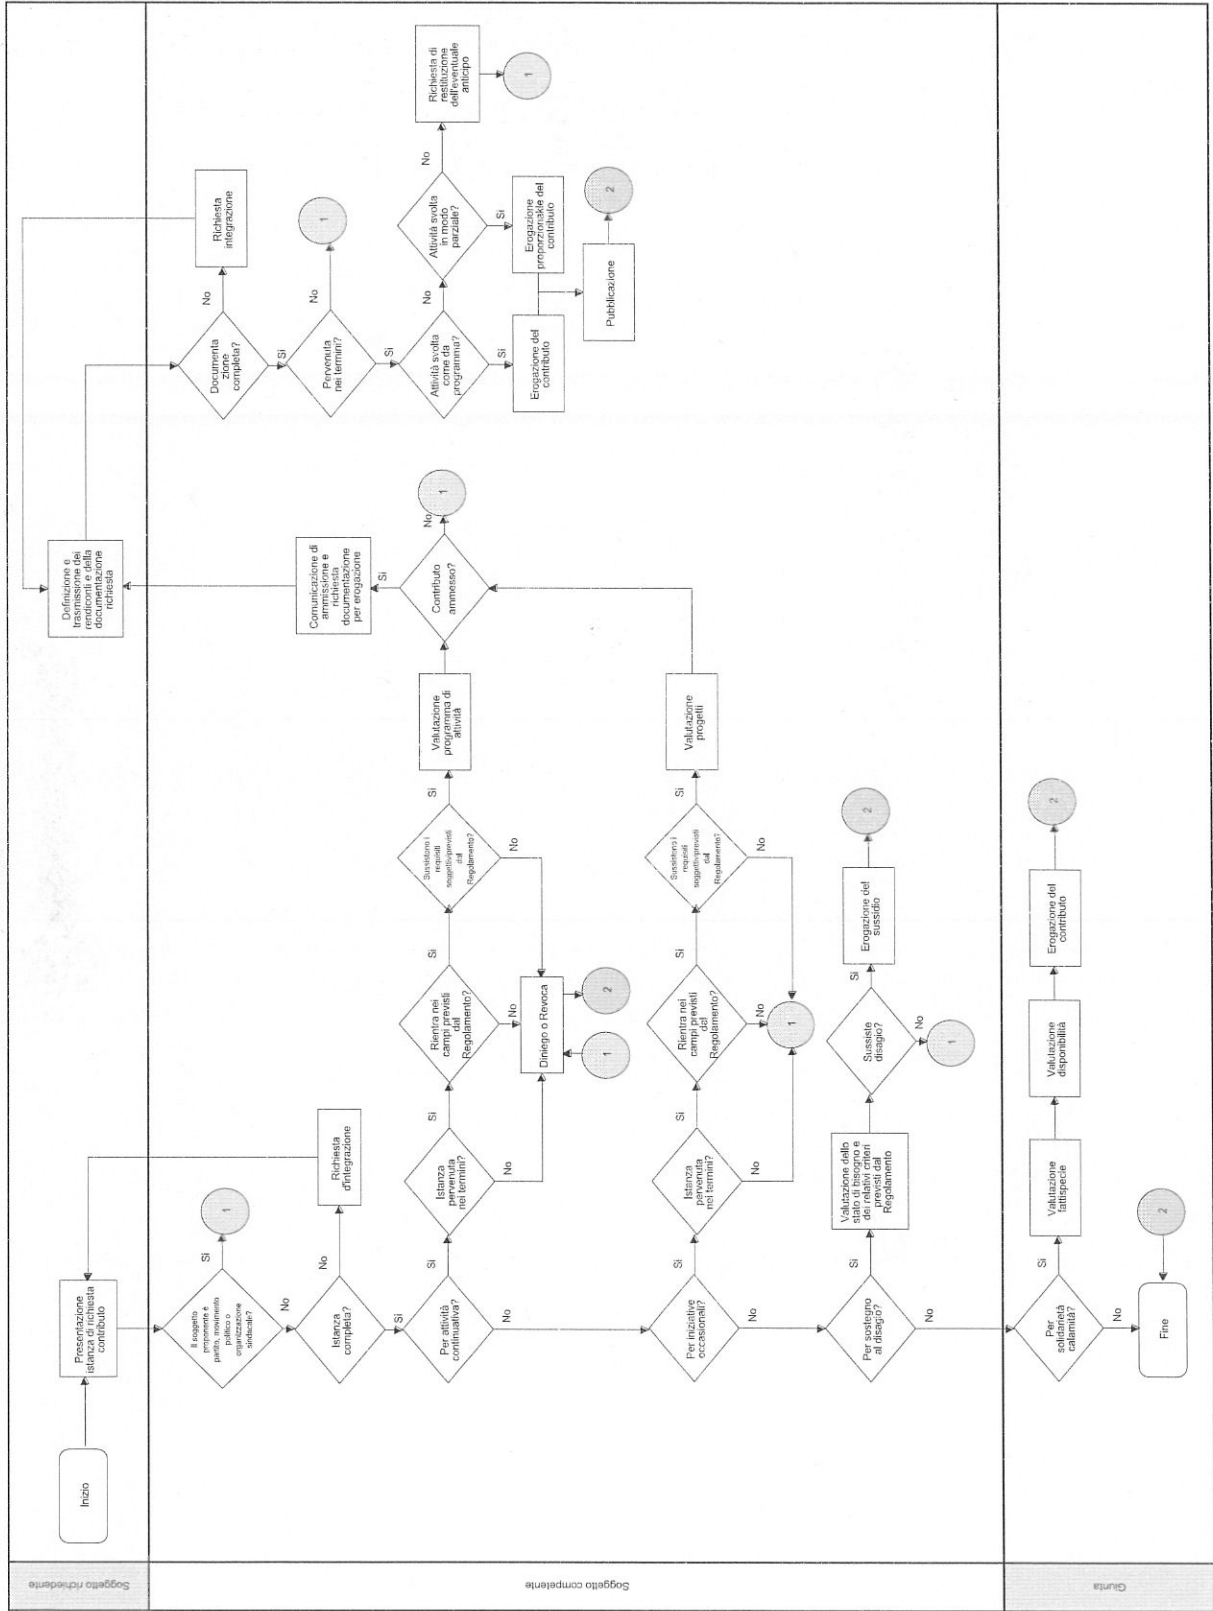 Soggetto richiedente
Inizio
Presentazione
istanza di richiesta
contributo
Definizione e
trasmissione dei
rendiconti e della
documentazione
richiesta
Soggetto competente
Il soggetto
proponente è
partito, movimento
politico o
organizzazione
sindacale?
Si
1
No
Istanza
completa?
No
Richiesta
d'integrazione
Si
Per attività
continuativa?
Si
Istanza
pervenuta
nei termini?
Si
Rientra nei
campi previsti
dal
Regolamento?
Si
Sussistono i
requisiti
soggettivi/previsti
dal
Regolamento?
Si
Valutazione
programma di
attività
Contributo
ammesso?
No
1
Si
Comunicazione di
ammissione e
richiesta
documentazione
per erogazione
No
No
No
Diniego o Revoca
1
2
No
Per iniziative
occasionali?
Si
Istanza
pervenuta
nei termini?
Si
Rientra nei
campi previsti
dal
Regolamento?
Si
Sussistono i
requisiti
soggettivi/previsti
dal
Regolamento?
Si
Valutazione
progetti
No
No
No
1
No
Per sostegno
al disagio?
Si
Valutazione dello
stato di bisogno e
dei relativi criteri
previsti dal
Regolamento
Sussiste
disagio?
Si
Erogazione del
sussidio
2
No
1
No
Documenta
zione
completa?
No
Richiesta
integrazione
Si
Pervenuta
nei termini?
No
1
Si
Attività svolta
come da
programma?
No
Attività svolta
in modo
parziale?
No
Richiesta di
restituzione
dell'eventuale
anticipo
1
Si
Erogazione del
contributo
Si
Erogazione
proporzionakle del
contributo
Pubblicazione
2
Giunta
Per
solidarietà
calamità?
Si
Valutazione
fattispecie
Valutazione
disponibilità
Erogazione del
contributo
2
No
Fine
2